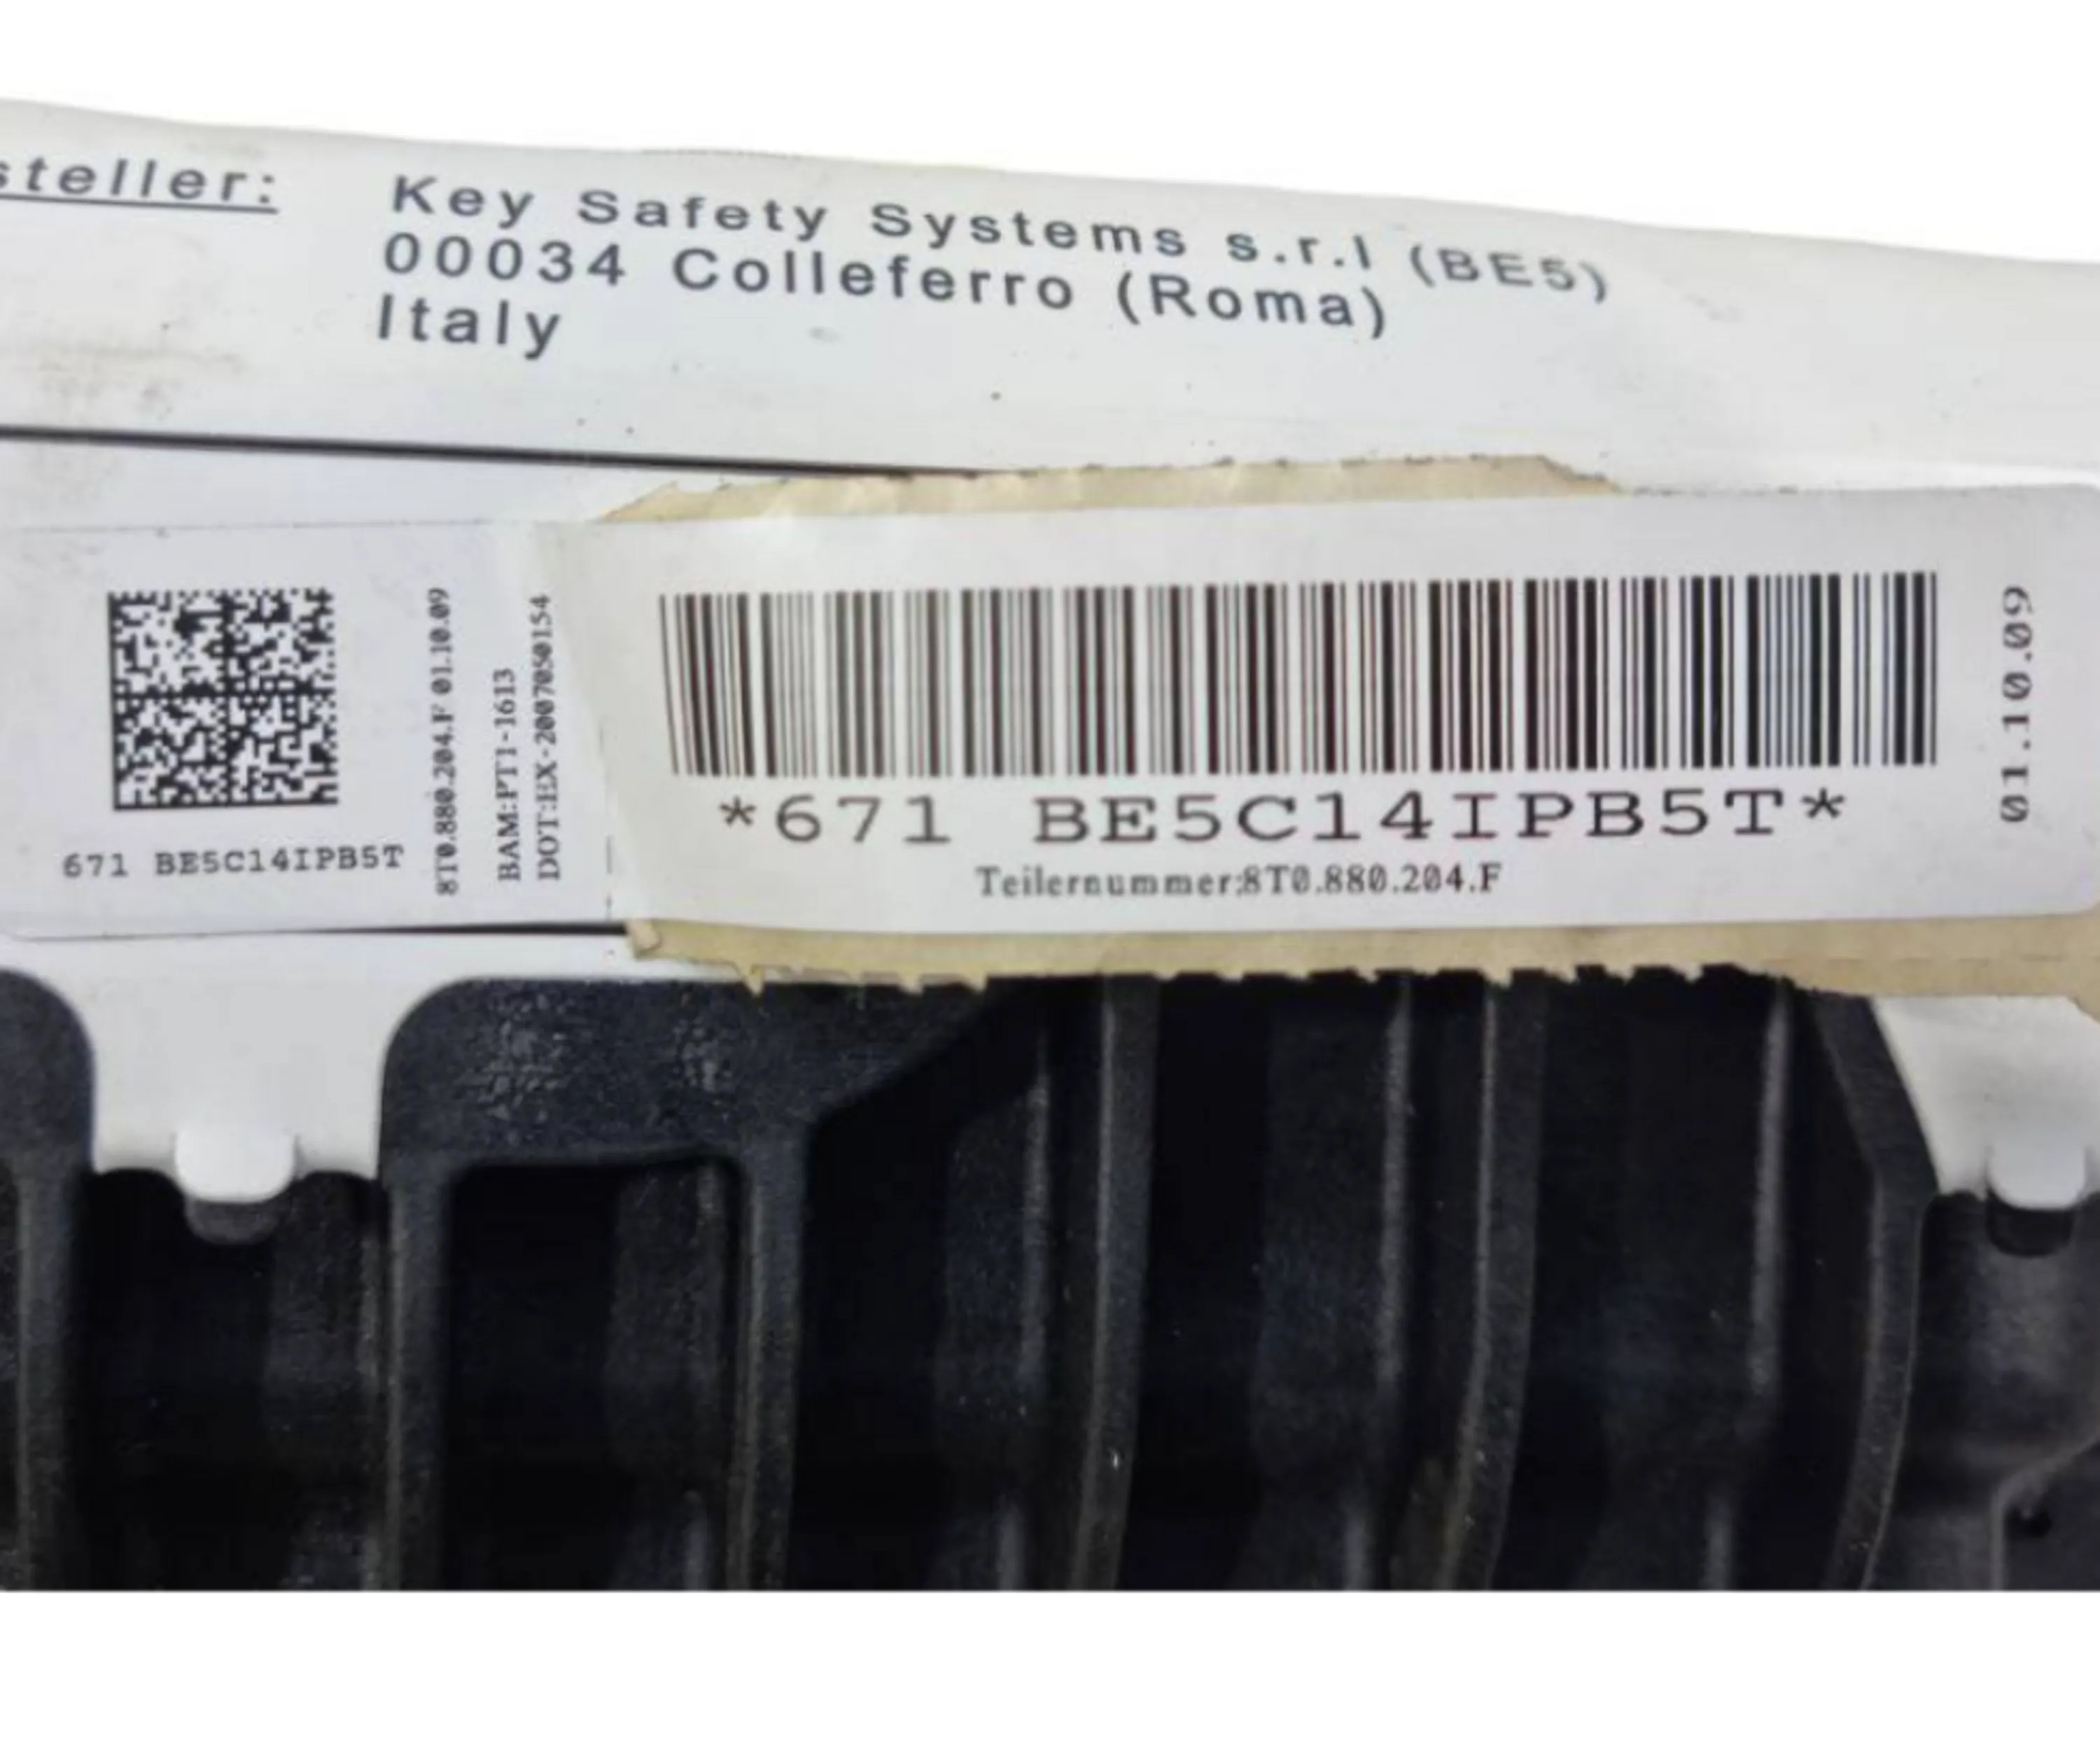 steller: Key Safety Systems s.r.l (BE5)
00034 Colleferro (Roma)
Italy
671 BE5C14IPB5T
8T0.880.204.F 01.10.09
BAM:PT1-1613
DOT:EX-2007050154
*671 BE5C14IPB5T*
Teilernummer:8T0.880.204.F
01.10.09